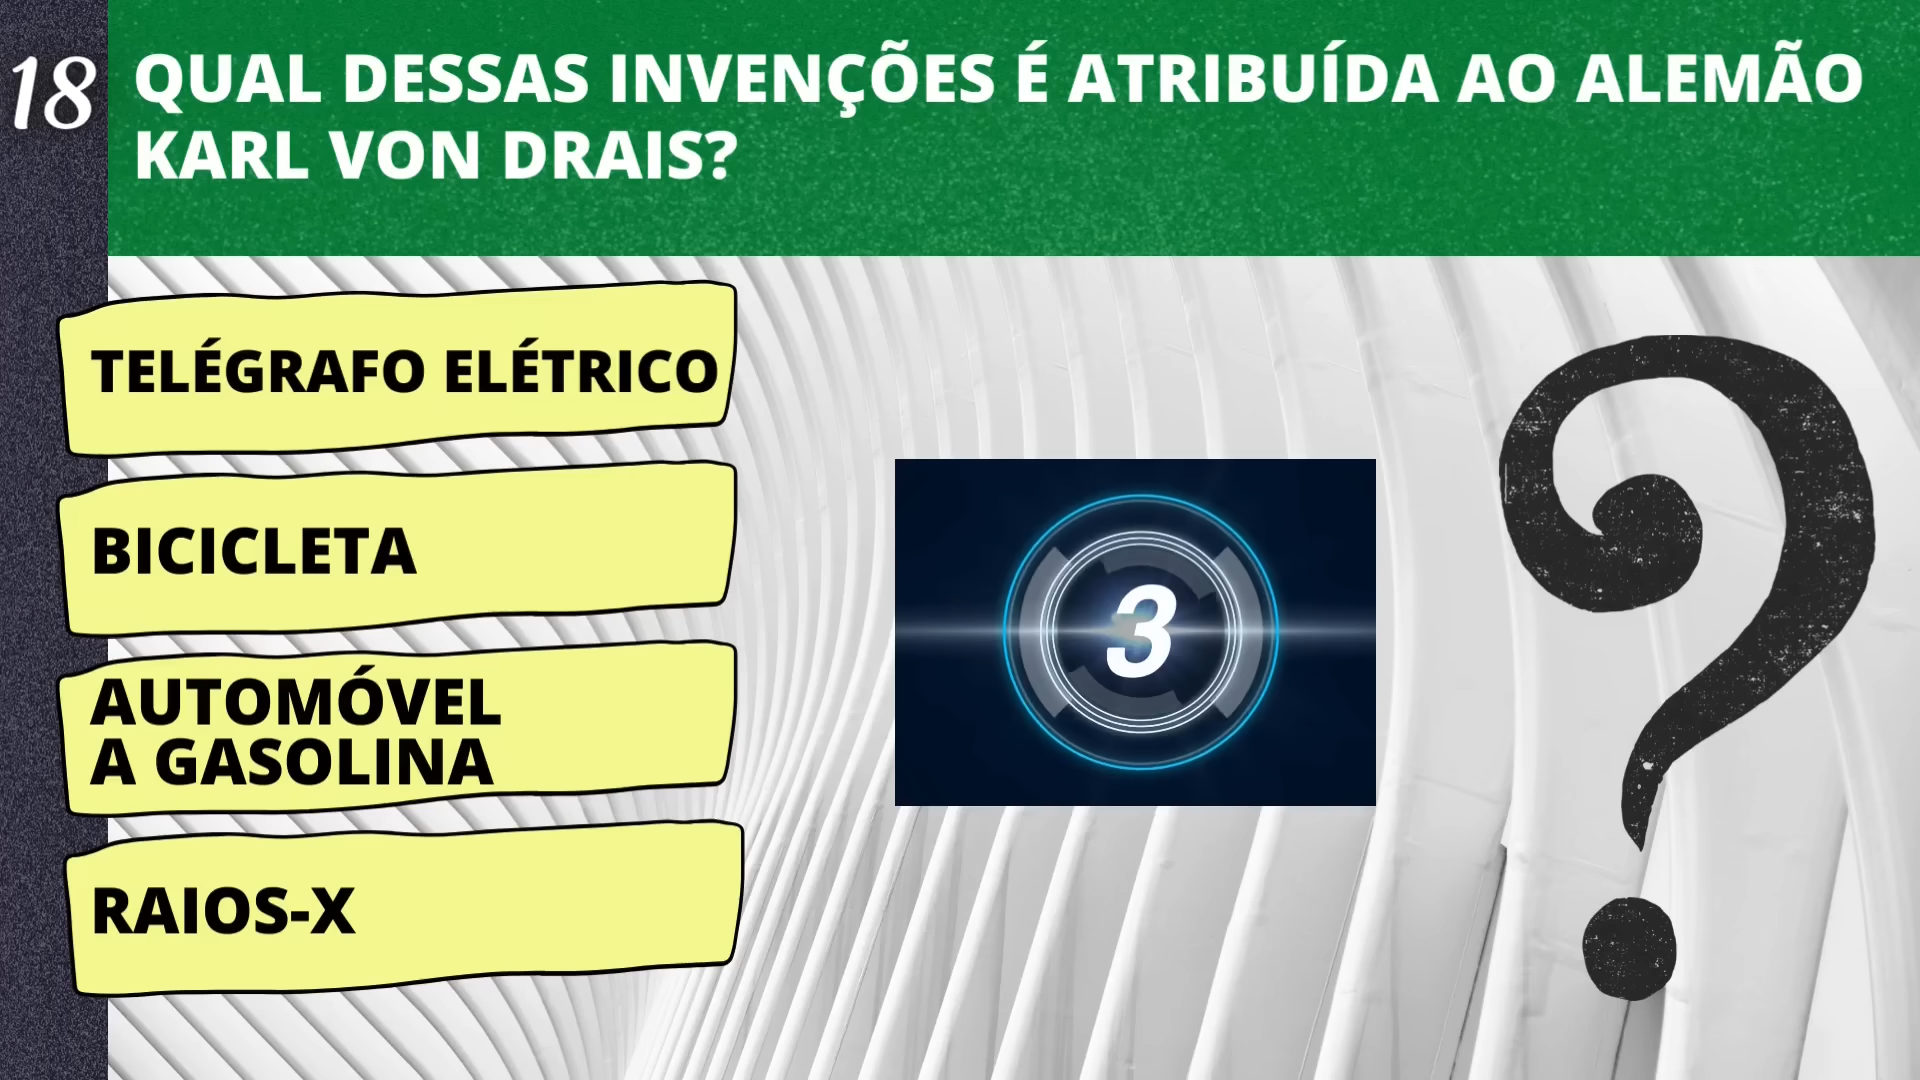 18
QUAL DESSAS INVENÇÕES É ATRIBUÍDA AO ALEMÃO
KARL VON DRAIS?
TELÉGRAFO ELÉTRICO
BICICLETA
AUTOMÓVEL
A GASOLINA
RAIOS-X
3
?